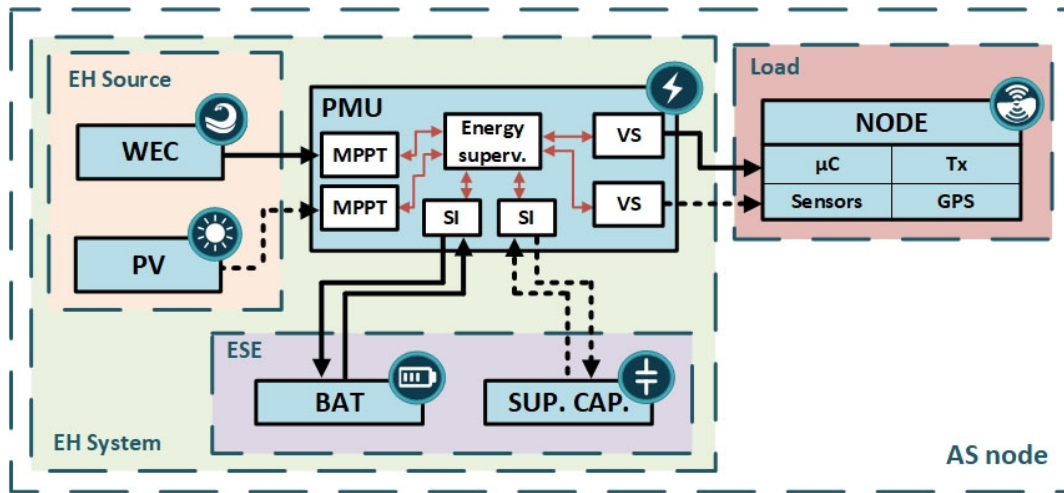 EH Source
WEC
PV
PMU
MPPT
MPPT
Energy
superv.
SI
SI
VS
VS
Load
NODE
µC
Tx
Sensors
GPS
ESE
BAT
SUP. CAP.
EH System
AS node